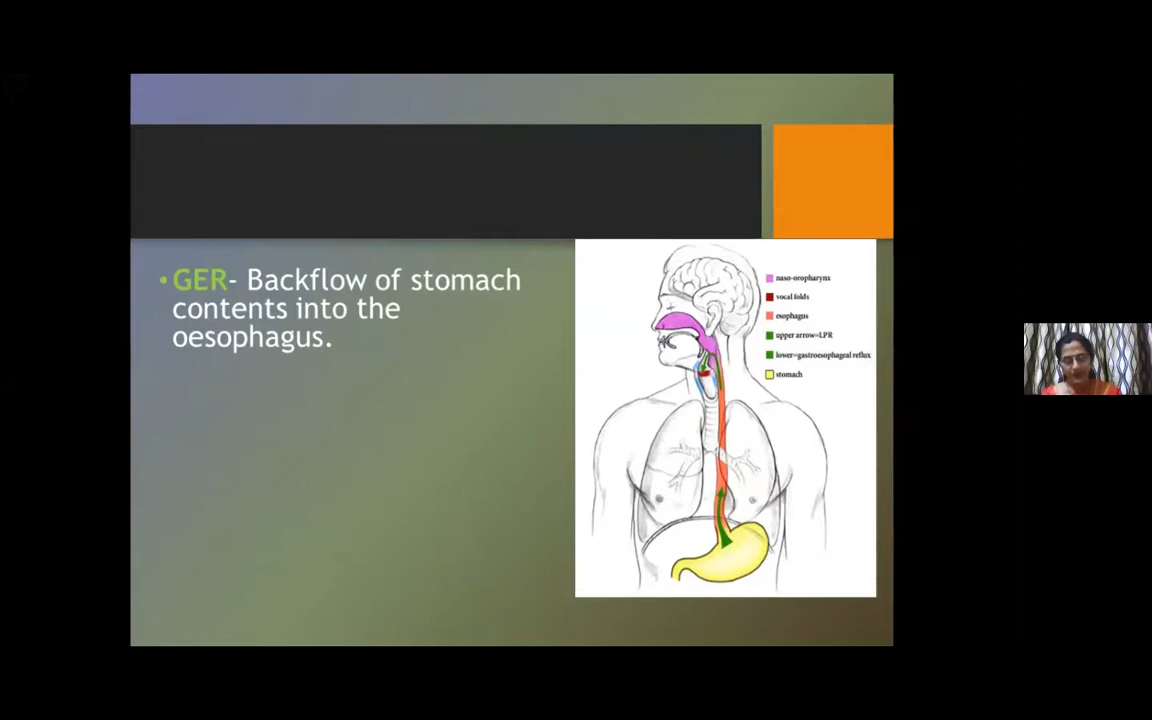 •GER- Backflow of stomach
contents into the
oesophagus.
naso-oropharynx
vocal folds
esophagus
upper arrow=LPR
lower=gastroesophageal reflux
stomach